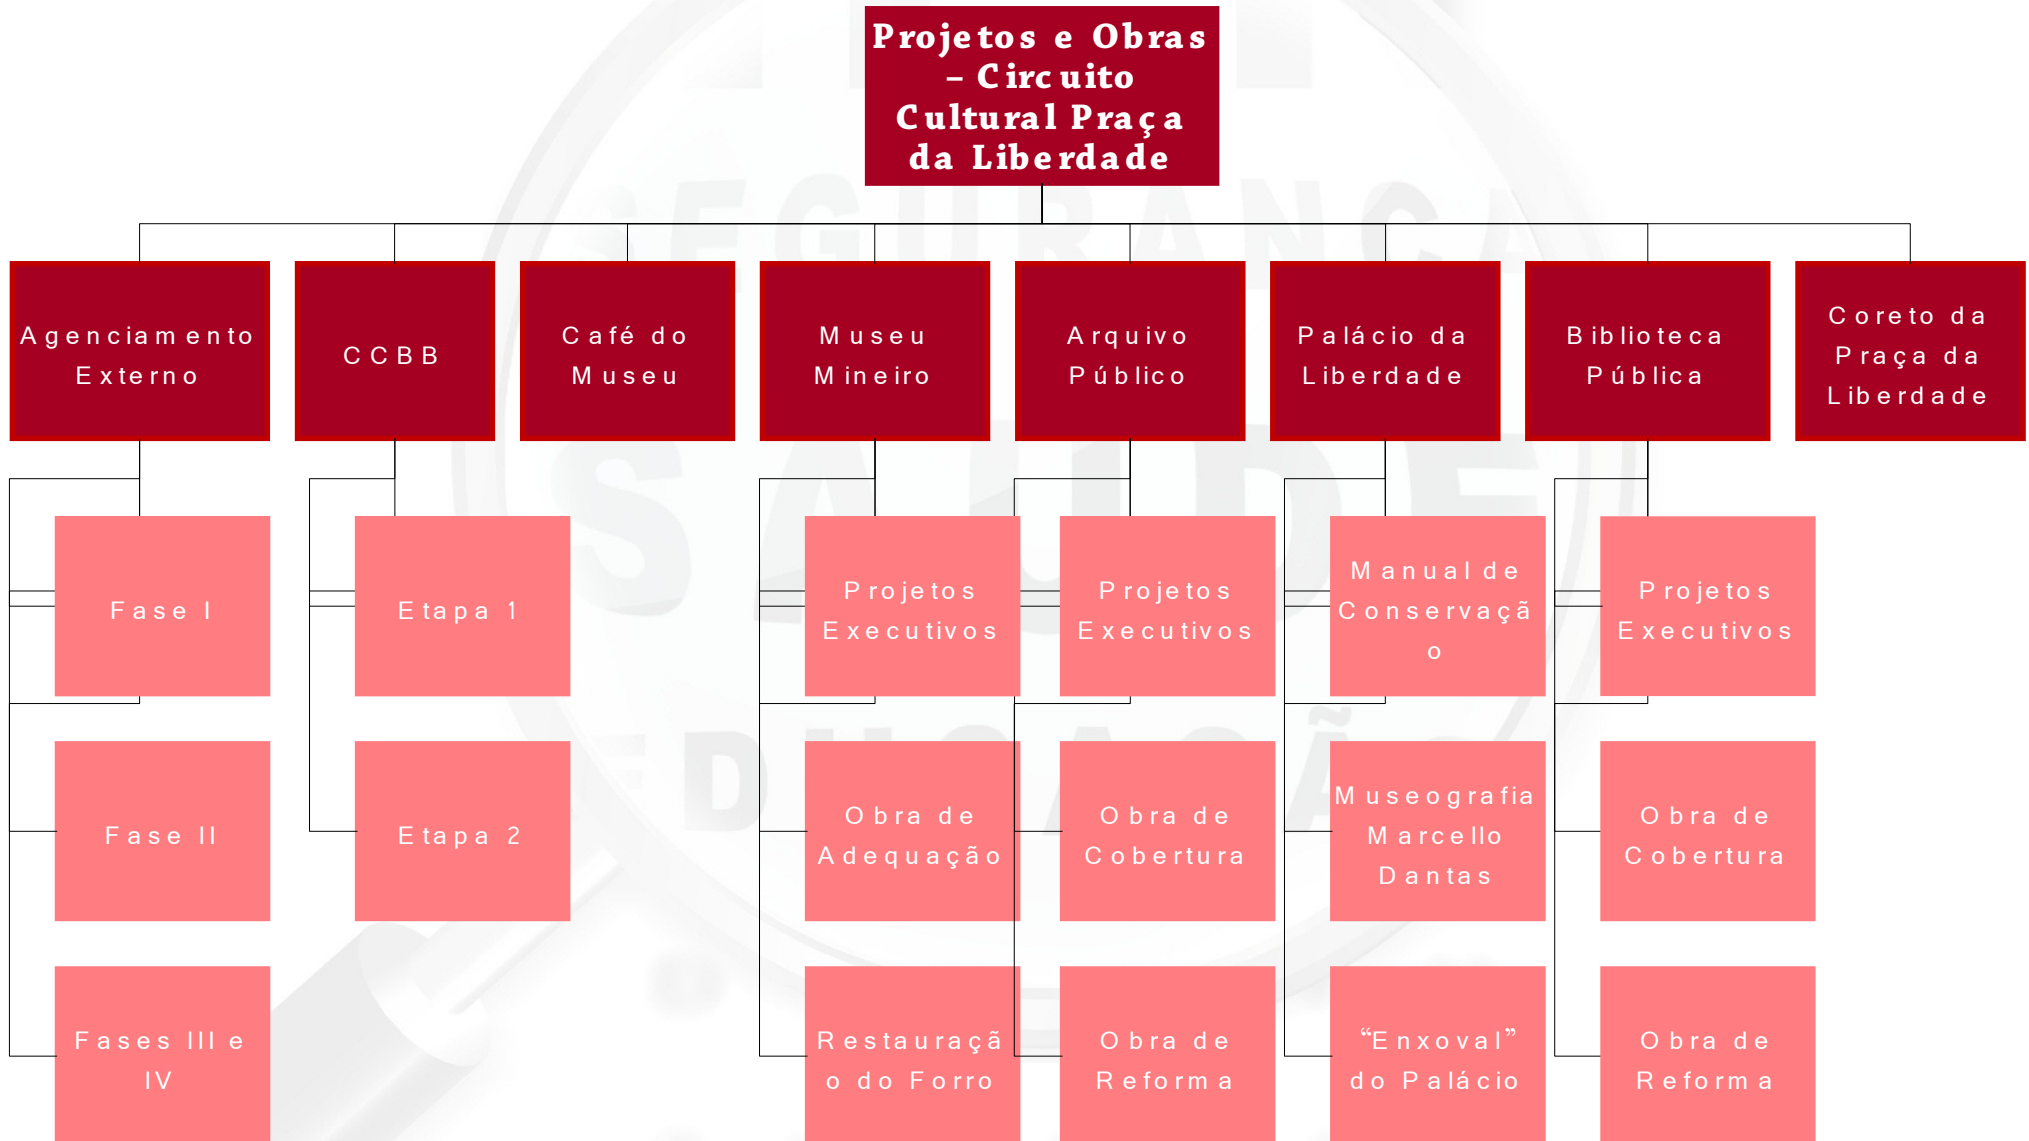 Projetos e Obras
– Circuito
Cultural Praça
da Liberdade
Agenciamento
Externo
CCBB
Café do
Museu
Museu
Mineiro
Arquivo
Público
Palácio da
Liberdade
Biblioteca
Pública
Coreto da
Praça da
Liberdade
Fase I
Etapa 1
Projetos
Executivos
Projetos
Executivos
Manual de
Conservaçã
o
Projetos
Executivos
Fase II
Etapa 2
Obra de
Adequação
Obra de
Cobertura
Museografia
Marcello
Dantas
Obra de
Cobertura
Fases III e
IV
Restauraçã
o do Forro
Obra de
Reforma
“Enxoval”
do Palácio
Obra de
Reforma
SEGURANÇA
SAÚDE
EDUCAÇÃO